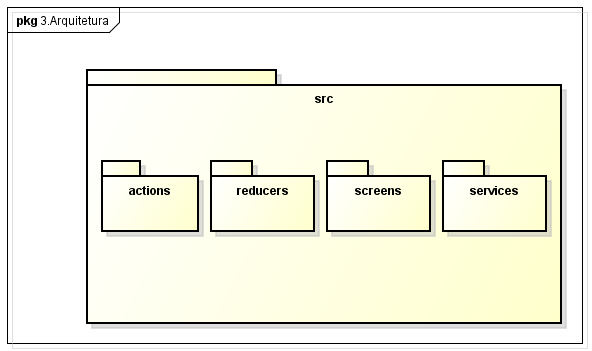 pkg 3.Arquitetura
src
actions
reducers
screens
services